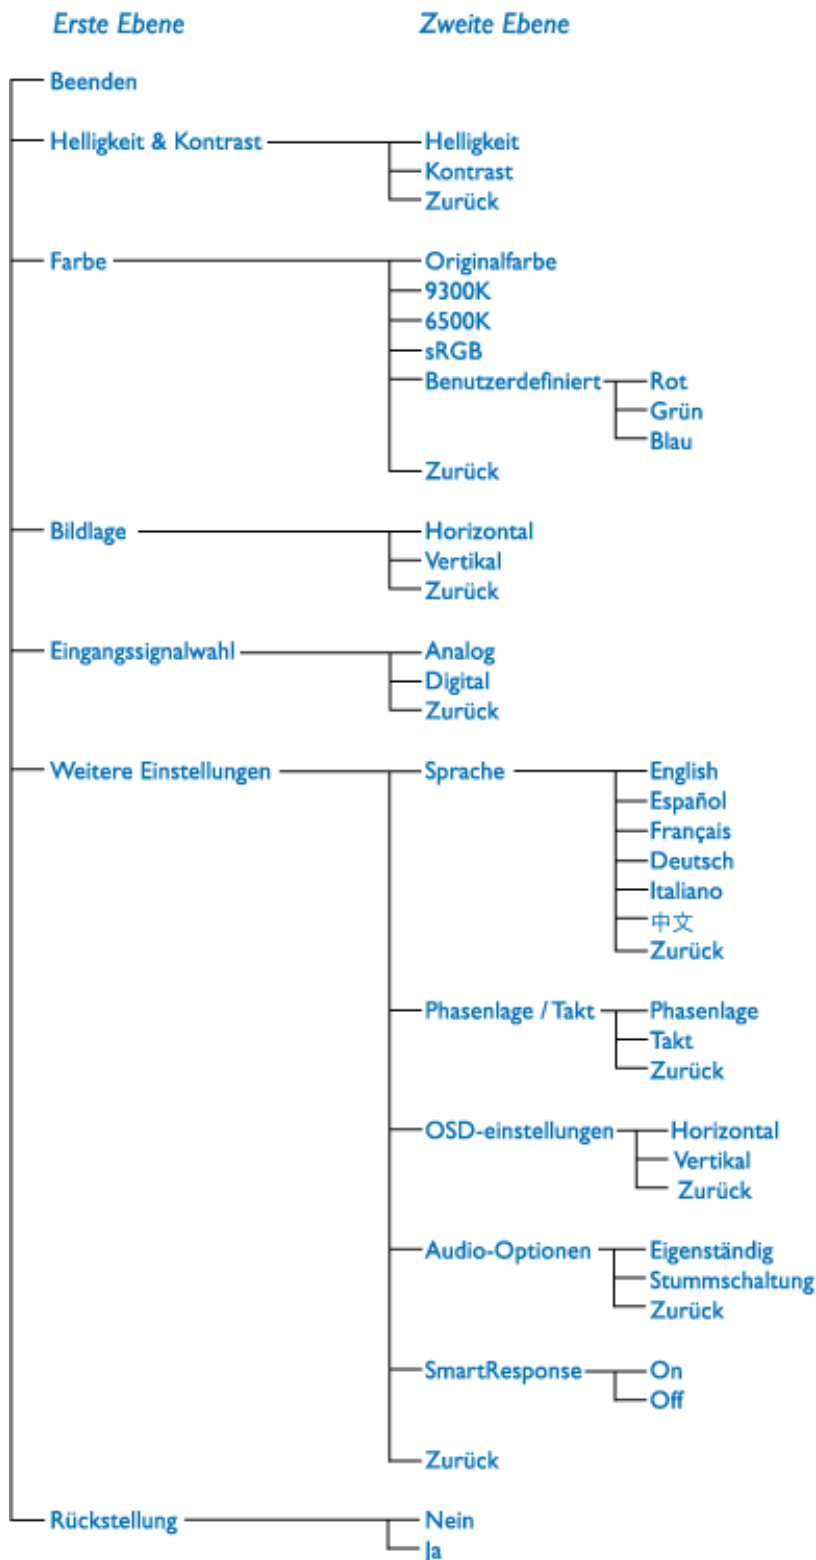 Erste Ebene Zweite Ebene
Beenden
Helligkeit & Kontrast Helligkeit
Kontrast
Zurück
Farbe Originalfarbe
9300K
6500K
sRGB
Benutzerdefiniert Rot
Grün
Blau
Zurück
Bildlage Horizontal
Vertikal
Zurück
Eingangssignalwahl Analog
Digital
Zurück
Weitere Einstellungen Sprache English
Español
Français
Deutsch
Italiano
中文
Zurück
Phasenlage / Takt Phasenlage
Takt
Zurück
OSD-einstellungen Horizontal
Vertikal
Zurück
Audio-Optionen Eigenständig
Stummschaltung
Zurück
SmartResponse On
Off
Zurück
Rückstellung Nein
Ja